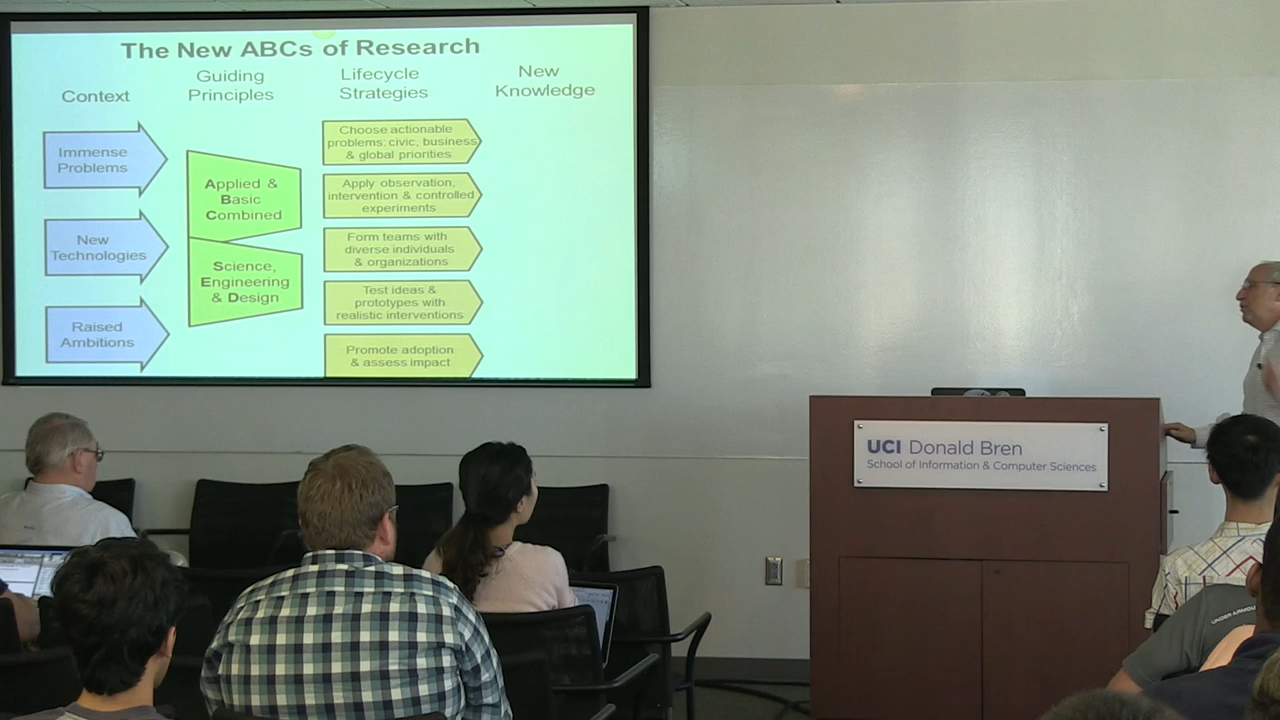 The New ABCs of Research
Context
Guiding
Principles
Lifecycle
Strategies
New
Knowledge
Immense
Problems
New
Technologies
Raised
Ambitions
Applied &
Basic
Combined
Science,
Engineering
& Design
Choose actionable
problems: civic, business
& global priorities
Apply observation,
intervention & controlled
experiments
Form teams with
diverse individuals
& organizations
Test ideas &
prototypes with
realistic interventions
Promote adoption
& assess impact
UCI Donald Bren
School of Information & Computer Sciences
UNDER ARMOUR